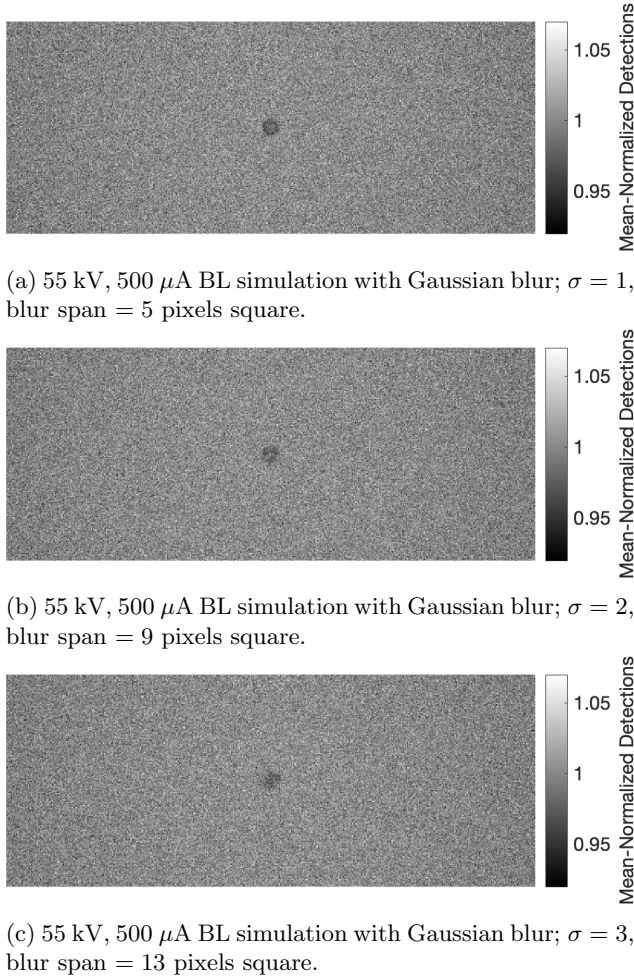 1.05
1
0.95
Mean-Normalized Detections
(a) 55 kV, 500 μA BL simulation with Gaussian blur; σ = 1,
blur span = 5 pixels square.
1.05
1
0.95
Mean-Normalized Detections
(b) 55 kV, 500 μA BL simulation with Gaussian blur; σ = 2,
blur span = 9 pixels square.
1.05
1
0.95
Mean-Normalized Detections
(c) 55 kV, 500 μA BL simulation with Gaussian blur; σ = 3,
blur span = 13 pixels square.